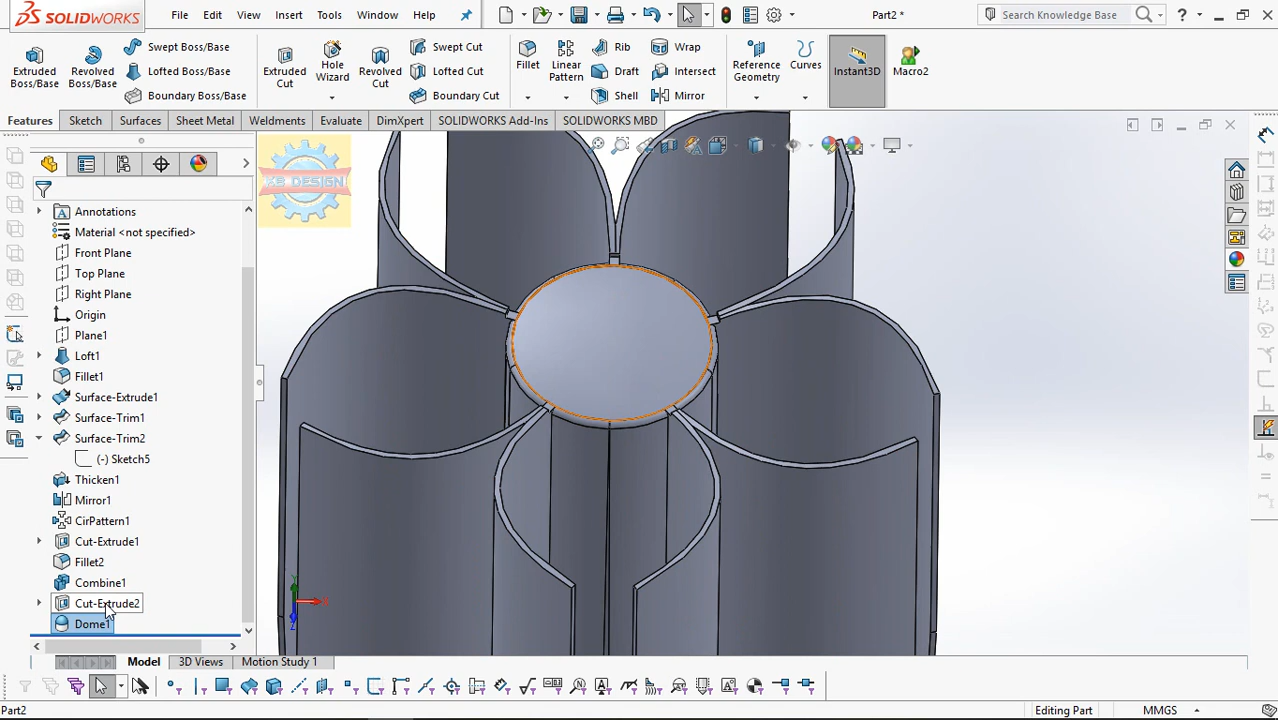 SOLIDWORKS
File Edit View Insert Tools Window Help
Part2 *
Search Knowledge Base
Extruded Boss/Base
Revolved Boss/Base
Swept Boss/Base
Lofted Boss/Base
Boundary Boss/Base
Extruded Cut
Hole Wizard
Revolved Cut
Swept Cut
Lofted Cut
Boundary Cut
Fillet
Linear Pattern
Rib
Draft
Shell
Wrap
Intersect
Mirror
Reference Geometry
Curves
Instant3D
Macro2
Features Sketch Surfaces Sheet Metal Weldments Evaluate DimXpert SOLIDWORKS Add-Ins SOLIDWORKS MBD
Annotations
Material <not specified>
Front Plane
Top Plane
Right Plane
Origin
Plane1
Loft1
Fillet1
Surface-Extrude1
Surface-Trim1
Surface-Trim2
(-) Sketch5
Thicken1
Mirror1
CirPattern1
Cut-Extrude1
Fillet2
Combine1
Cut-Extrude2
Dome1
Model 3D Views Motion Study 1
Part2
Editing Part
MMGS